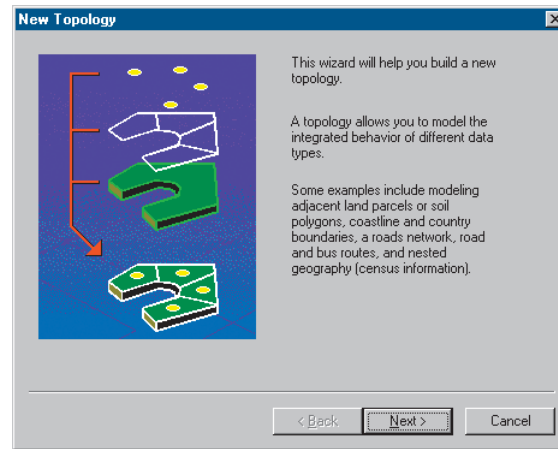 New Topology
This wizard will help you build a new
topology.
A topology allows you to model the
integrated behavior of different data
types.
Some examples include modeling
adjacent land parcels or soil
polygons, coastline and country
boundaries, a roads network, road
and bus routes, and nested
geography (census information).
< Back
Next >
Cancel